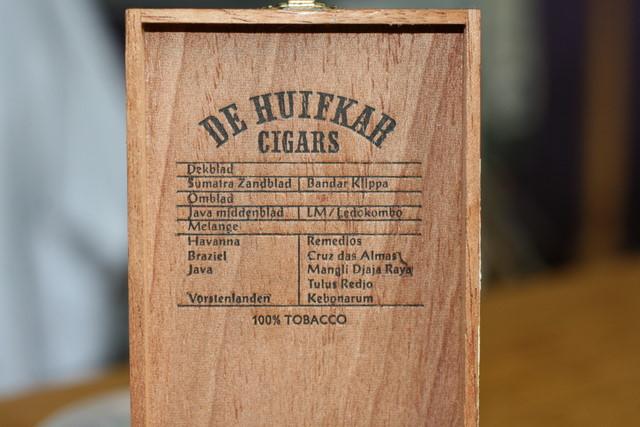 DE HUIFKAR
CIGARS
Dekblad
Sumatra Zandblad Bandar Klippa
Omblad
Java middenblad LM/Ledokombo
Melange
Havanna Remedios
Braziel Cruz das Almas
Java Mangli Djaja Raya
Tulus Redjo
Vorstenlanden Kebonarum
100% TOBACCO